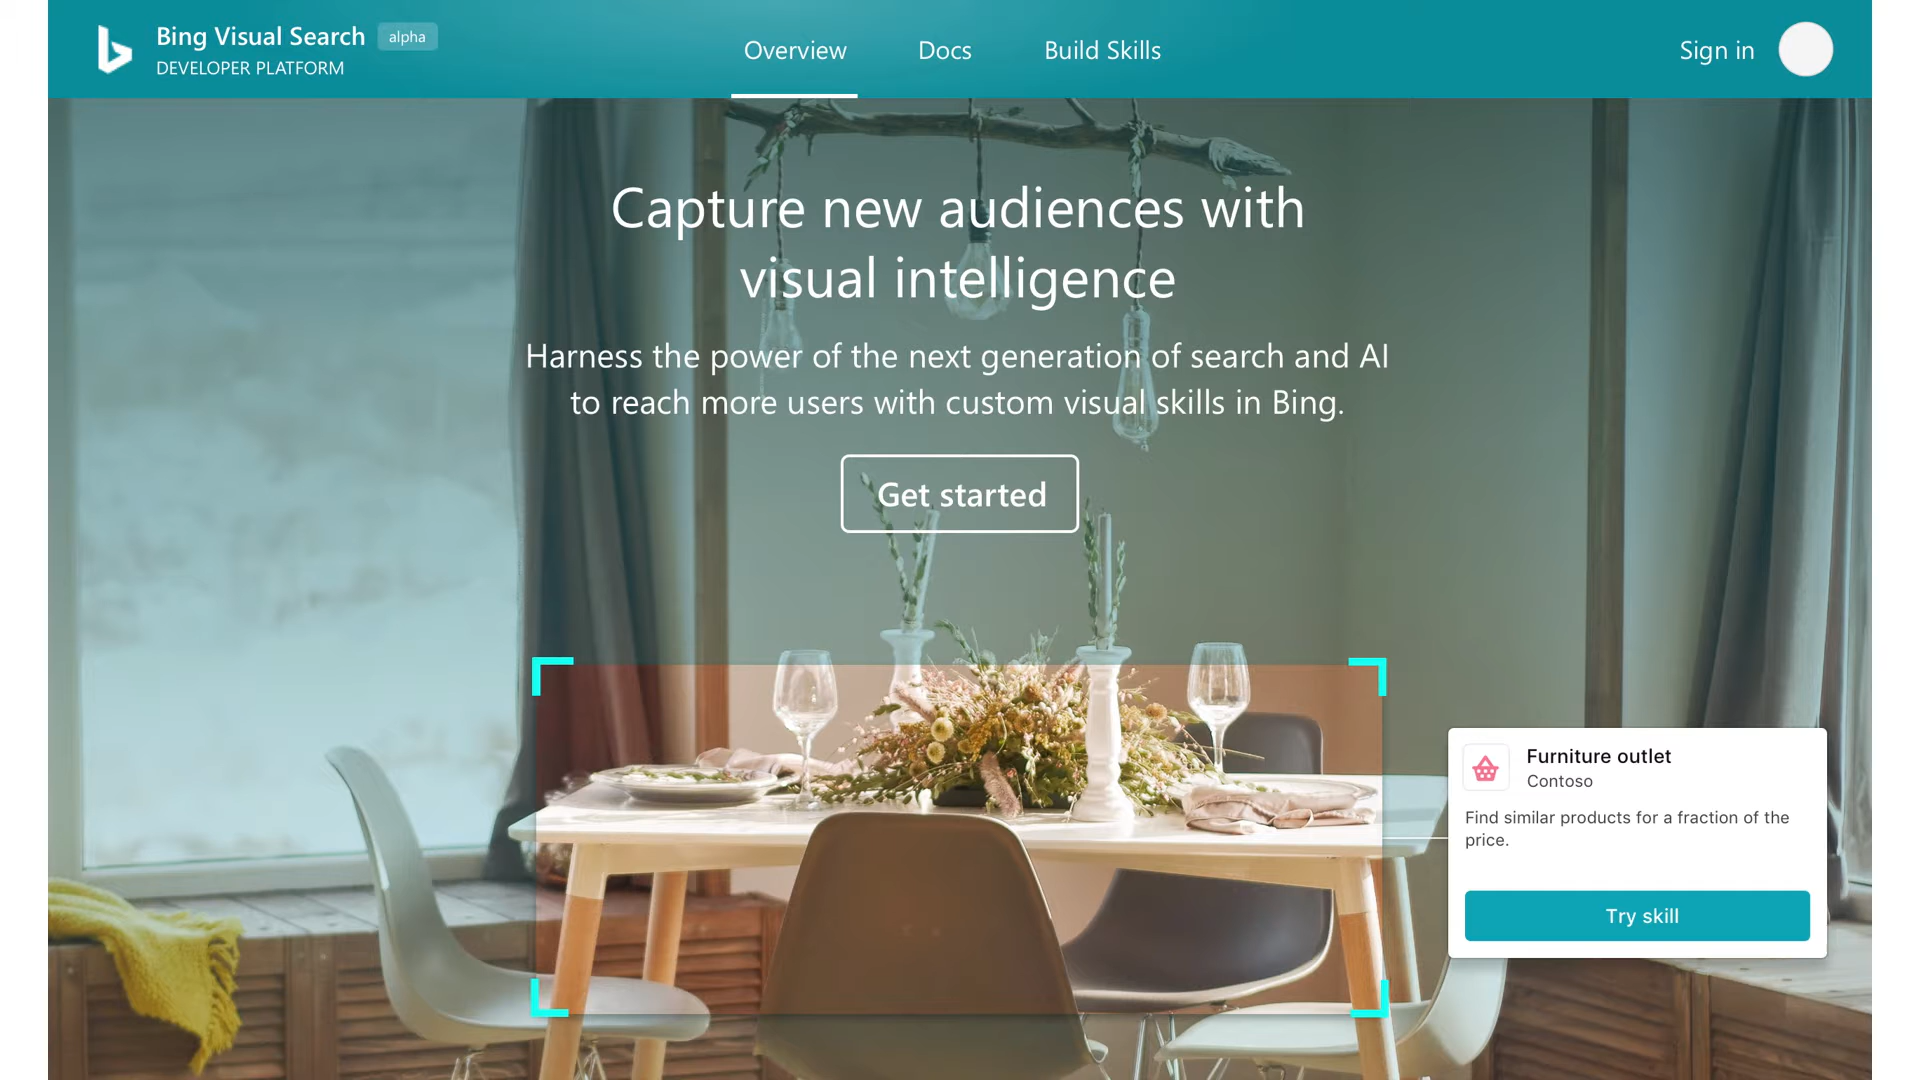 Bing Visual Search alpha
DEVELOPER PLATFORM
Overview Docs Build Skills
Sign in
Capture new audiences with
visual intelligence
Harness the power of the next generation of search and AI
to reach more users with custom visual skills in Bing.
Get started
Furniture outlet
Contoso
Find similar products for a fraction of the
price.
Try skill